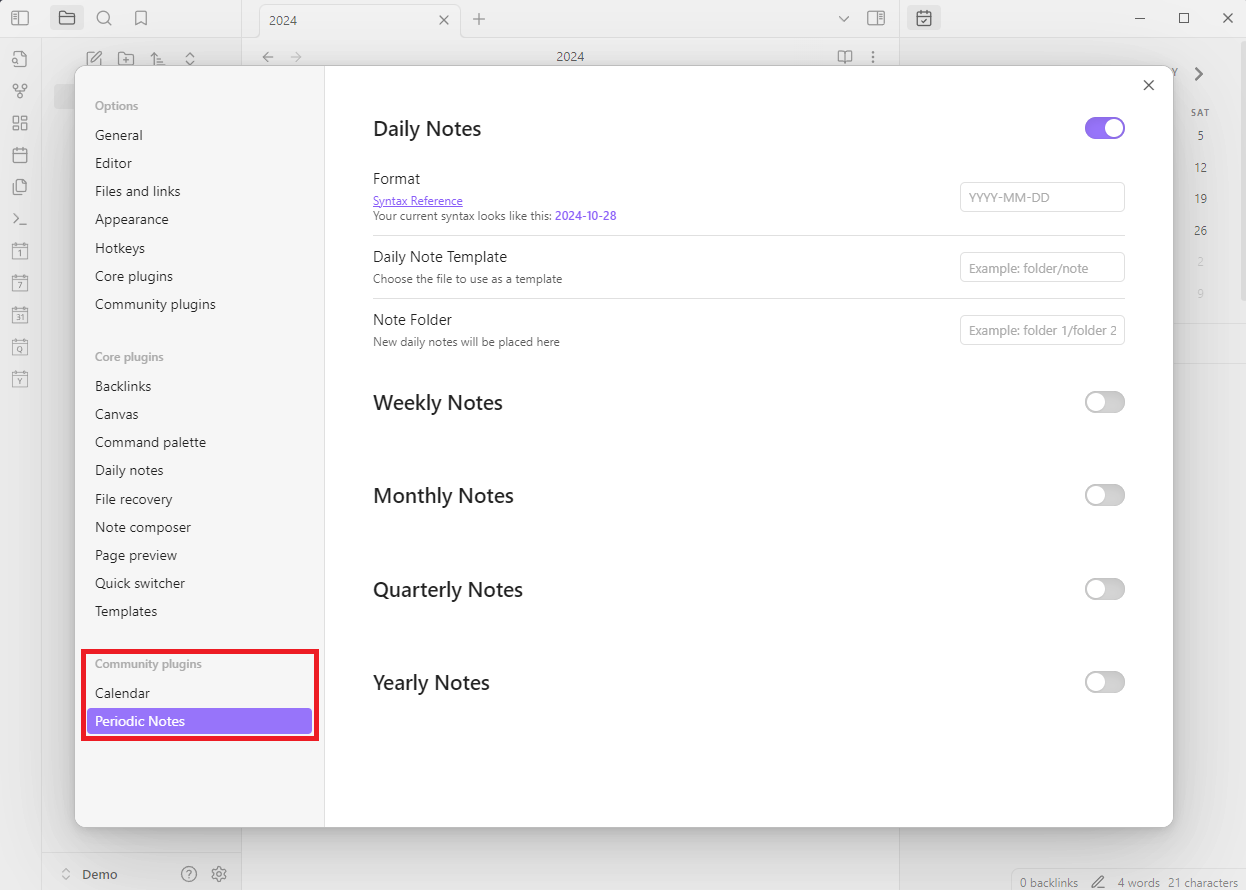 2024
2024
Options
General
Editor
Files and links
Appearance
Hotkeys
Core plugins
Community plugins
Core plugins
Backlinks
Canvas
Command palette
Daily notes
File recovery
Note composer
Page preview
Quick switcher
Templates
Community plugins
Calendar
Periodic Notes
Daily Notes
Format
Syntax Reference
Your current syntax looks like this: 2024-10-28
YYYY-MM-DD
Daily Note Template
Choose the file to use as a template
Example: folder/note
Note Folder
New daily notes will be placed here
Example: folder 1/folder 2
Weekly Notes
Monthly Notes
Quarterly Notes
Yearly Notes
Y
SAT
5
12
19
26
2
9
1
7
31
Q
Y
Demo
0 backlinks 4 words 21 characters